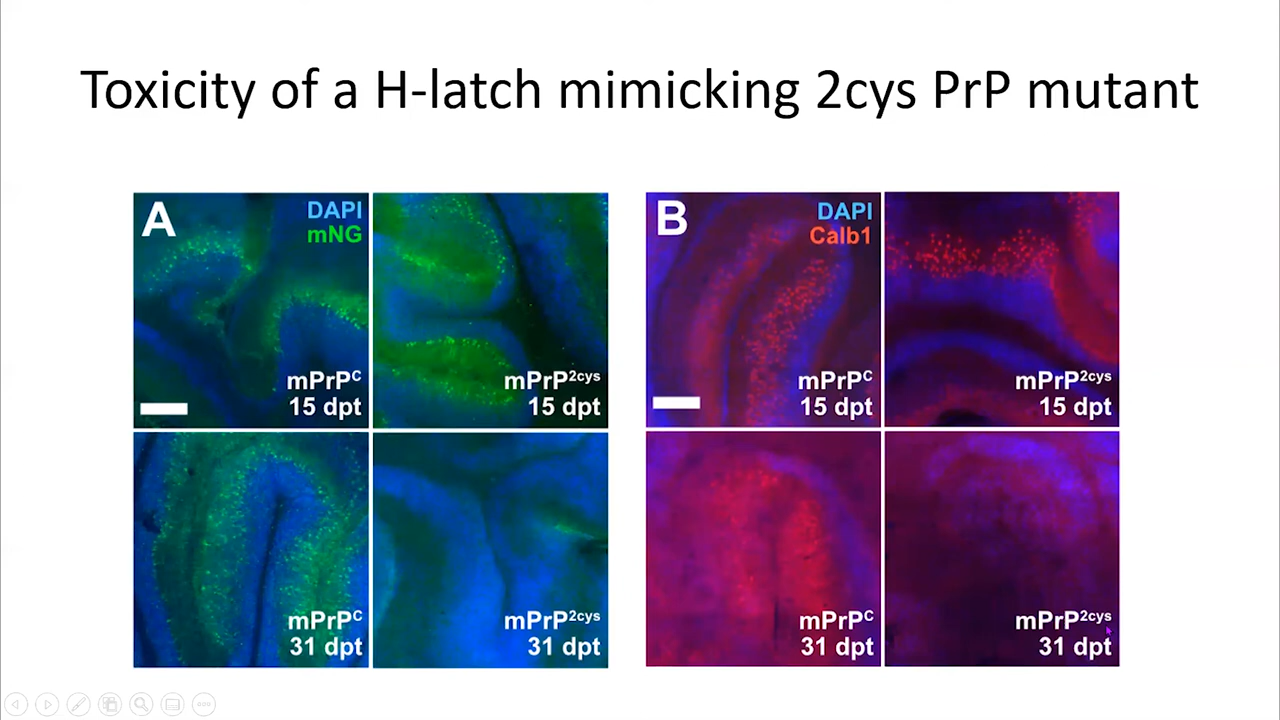 Toxicity of a H-latch mimicking 2cys PrP mutant
A
DAPI
mNG
mPrPᶜ
15 dpt
mPrP²ᶜʸˢ
15 dpt
mPrPᶜ
31 dpt
mPrP²ᶜʸˢ
31 dpt
B
DAPI
Calb1
mPrPᶜ
15 dpt
mPrP²ᶜʸˢ
15 dpt
mPrPᶜ
31 dpt
mPrP²ᶜʸˢ
31 dpt